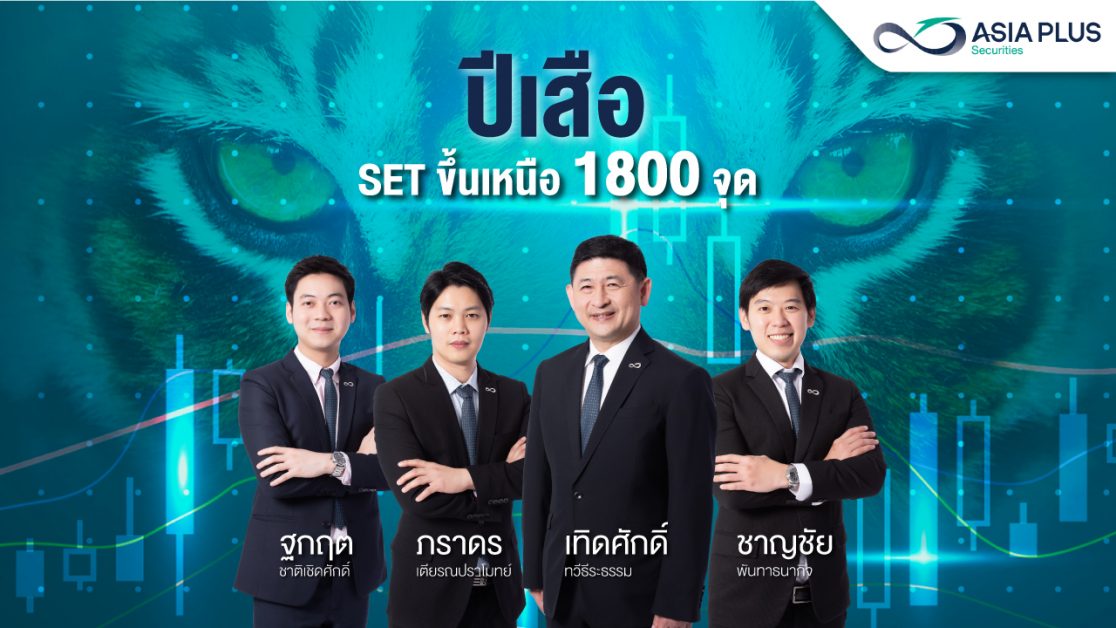 ASIA PLUS
Securities
ปีเสือ
SET ขึ้นเหนือ 1800 จุด
ฐกฤต
ชาติเชิดศักดิ์
ภราดร
เตียรณปราโมทย์
เทิดศักดิ์
ทวีธีระธรรม
ชาญชัย
พันทาธนากิจ